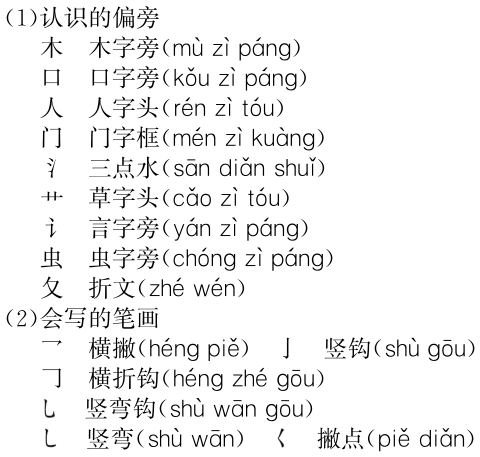 (1)认识的偏旁
木 木字旁(mù zì páng)
口 口字旁(kǒu zì páng)
人 人字头(rén zì tóu)
门 门字框(mén zì kuàng)
氵 三点水(sān diǎn shuǐ)
艹 草字头(cǎo zì tóu)
讠 言字旁(yán zì páng)
虫 虫字旁(chóng zì páng)
夂 折文(zhé wén)
(2)会写的笔画
乛 横撇(héng piě) 亅 竖钩(shù gōu)
𠃌 横折钩(héng zhé gōu)
乚 竖弯钩(shù wān gōu)
㇄ 竖弯(shù wān) ㄑ 撇点(piě diǎn)